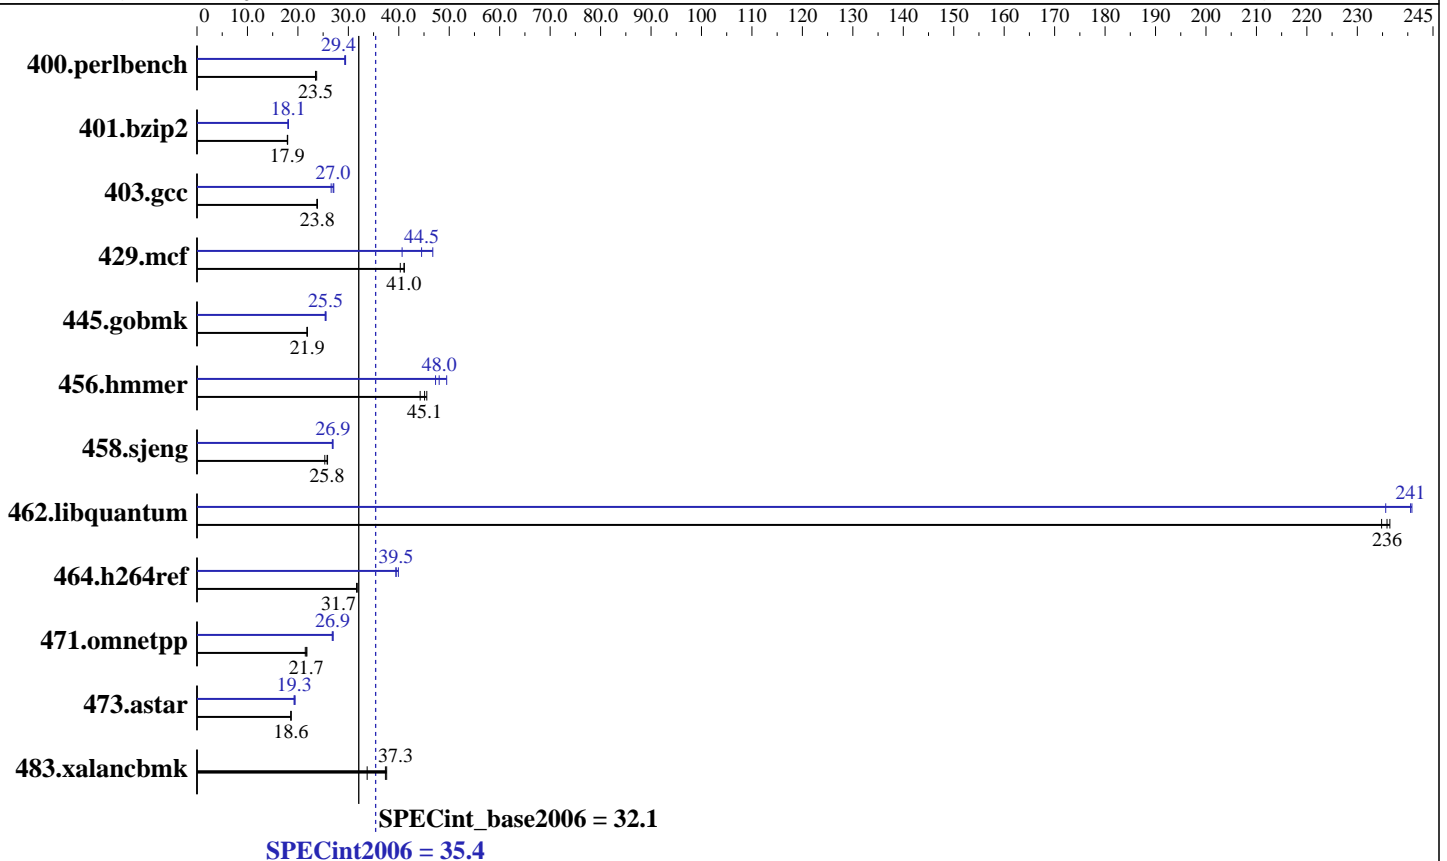 0 10.0 20.0 30.0 40.0 50.0 60.0 70.0 80.0 90.0 100 110 120 130 140 150 160 170 180 190 200 210 220 230 245
400.perlbench
29.4
23.5
401.bzip2
18.1
17.9
403.gcc
27.0
23.8
429.mcf
44.5
41.0
445.gobmk
25.5
21.9
456.hmmer
48.0
45.1
458.sjeng
26.9
25.8
462.libquantum
241
236
464.h264ref
39.5
31.7
471.omnetpp
26.9
21.7
473.astar
19.3
18.6
483.xalancbmk
37.3
SPECint_base2006 = 32.1
SPECint2006 = 35.4